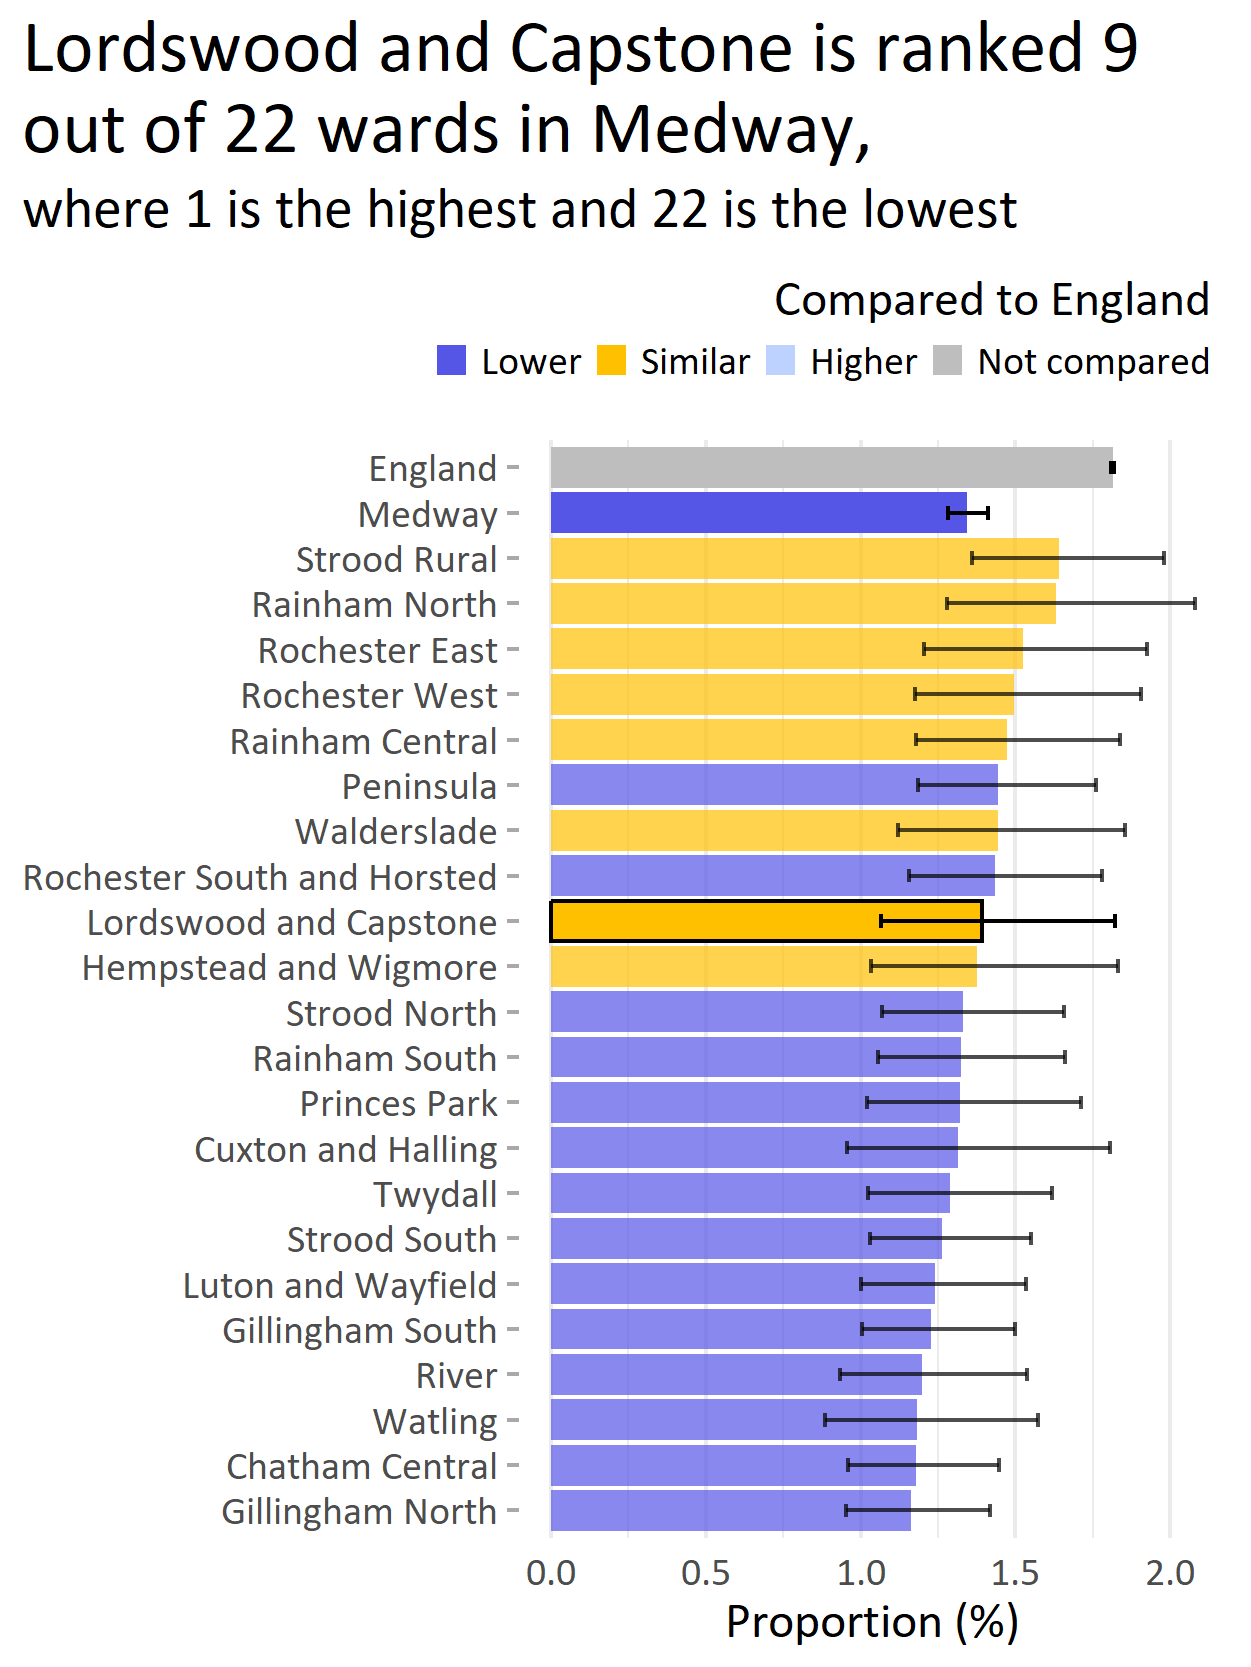 Lordswood and Capstone is ranked 9
out of 22 wards in Medway,
where 1 is the highest and 22 is the lowest
Compared to England
Lower Similar Higher Not compared
England
Medway
Strood Rural
Rainham North
Rochester East
Rochester West
Rainham Central
Peninsula
Walderslade
Rochester South and Horsted
Lordswood and Capstone
Hempstead and Wigmore
Strood North
Rainham South
Princes Park
Cuxton and Halling
Twydall
Strood South
Luton and Wayfield
Gillingham South
River
Watling
Chatham Central
Gillingham North
0.0 0.5 1.0 1.5 2.0
Proportion (%)